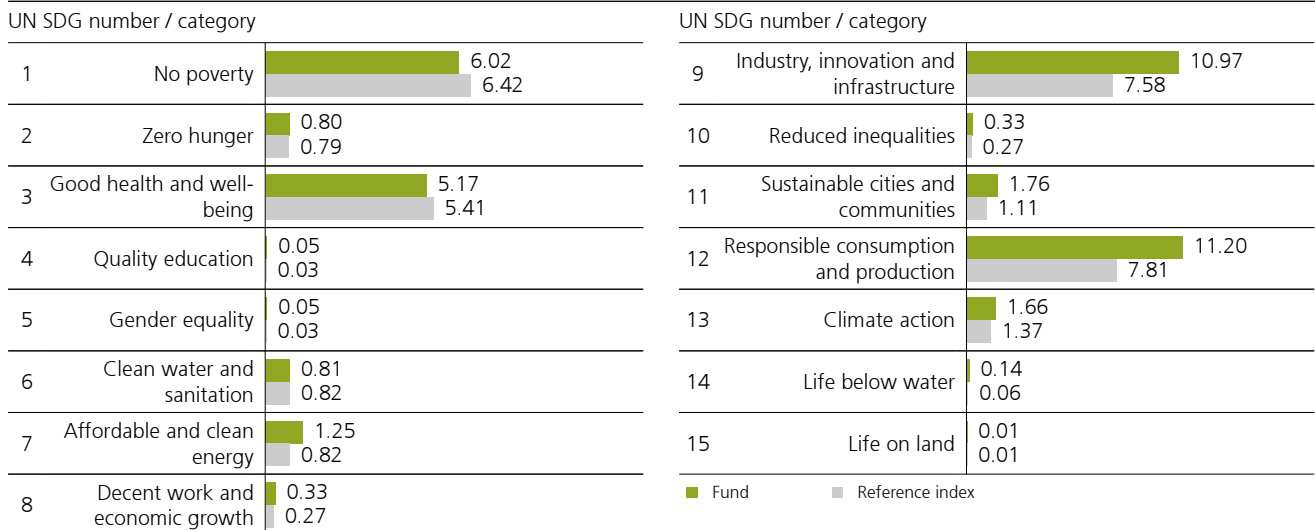 UN SDG number / category
1 No poverty 6.02
6.42
2 Zero hunger 0.80
0.79
3 Good health and well-
being 5.17
5.41
4 Quality education 0.05
0.03
5 Gender equality 0.05
0.03
6 Clean water and
sanitation 0.81
0.82
7 Affordable and clean
energy 1.25
0.82
8 Decent work and
economic growth 0.33
0.27
UN SDG number / category
9 Industry, innovation and
infrastructure 10.97
7.58
10 Reduced inequalities 0.33
0.27
11 Sustainable cities and
communities 1.76
1.11
12 Responsible consumption
and production 11.20
7.81
13 Climate action 1.66
1.37
14 Life below water 0.14
0.06
15 Life on land 0.01
0.01
Fund Reference index